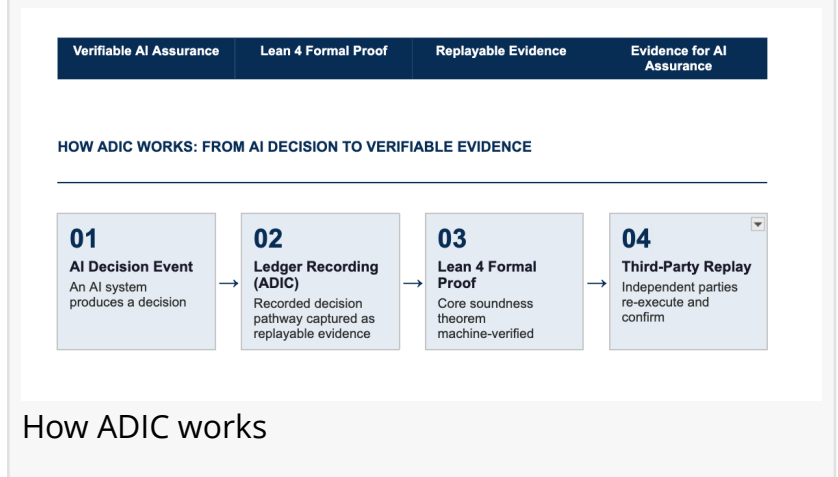 Verifiable AI Assurance
Lean 4 Formal Proof
Replayable Evidence
Evidence for AI
Assurance
HOW ADIC WORKS: FROM AI DECISION TO VERIFIABLE EVIDENCE
01
AI Decision Event
An AI system
produces a decision
→
02
Ledger Recording
(ADIC)
Recorded decision
pathway captured as
replayable evidence
→
03
Lean 4 Formal
Proof
Core soundness
theorem
machine-verified
→
04
Third-Party Replay
Independent parties
re-execute and
confirm
How ADIC works